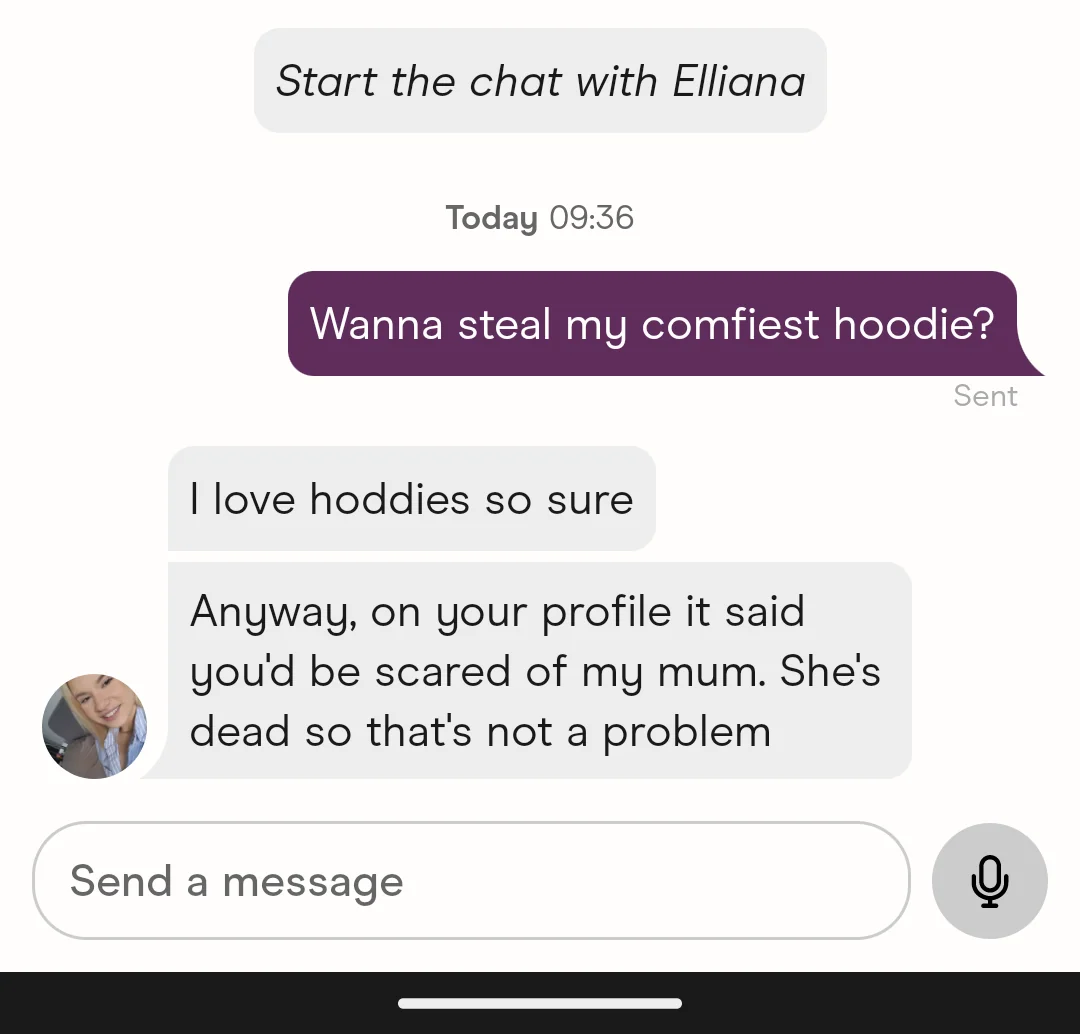 Start the chat with Elliana
Today 09:36
Wanna steal my comfiest hoodie?
Sent
I love hoddies so sure
Anyway, on your profile it said
you'd be scared of my mum. She's
dead so that's not a problem
Send a message